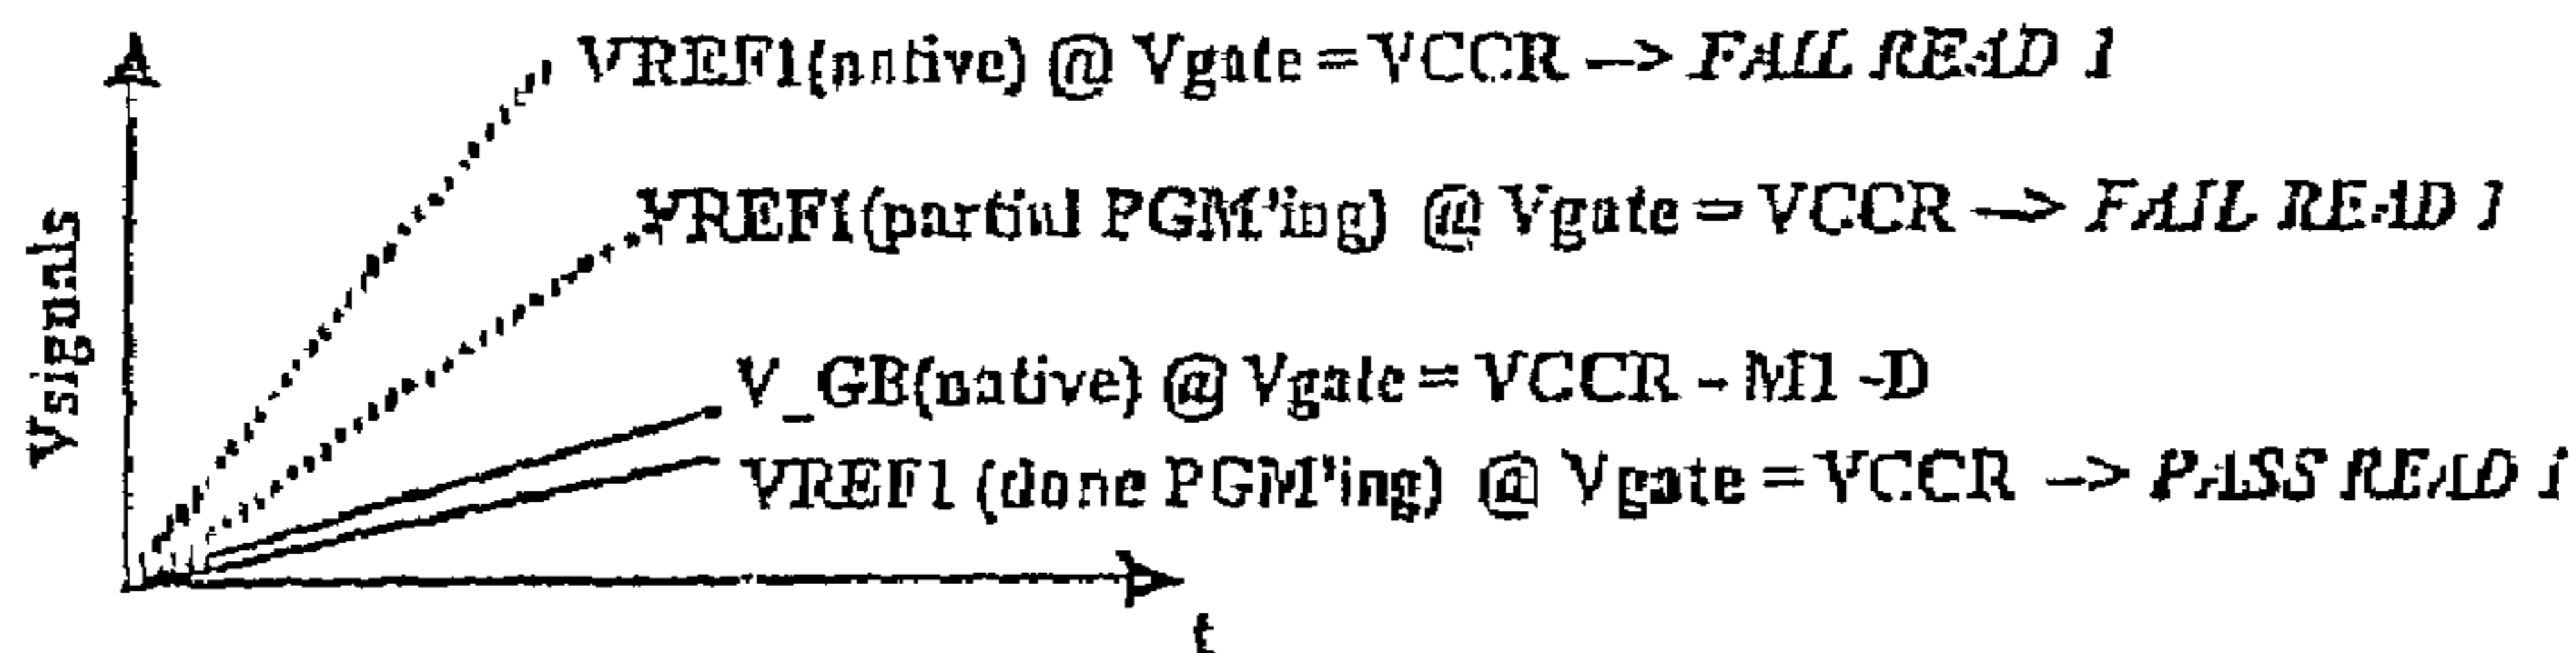 VREF1(native) @ Vgate = VCCR --> FAIL READ 1
VREF1(partial PGM'ing) @ Vgate = VCCR --> FAIL READ 1
V_GB(native) @ Vgate = VCCR - M1 -D
VREF1 (done PGM'ing) @ Vgate = VCCR --> PASS READ 1
Vsignals
t